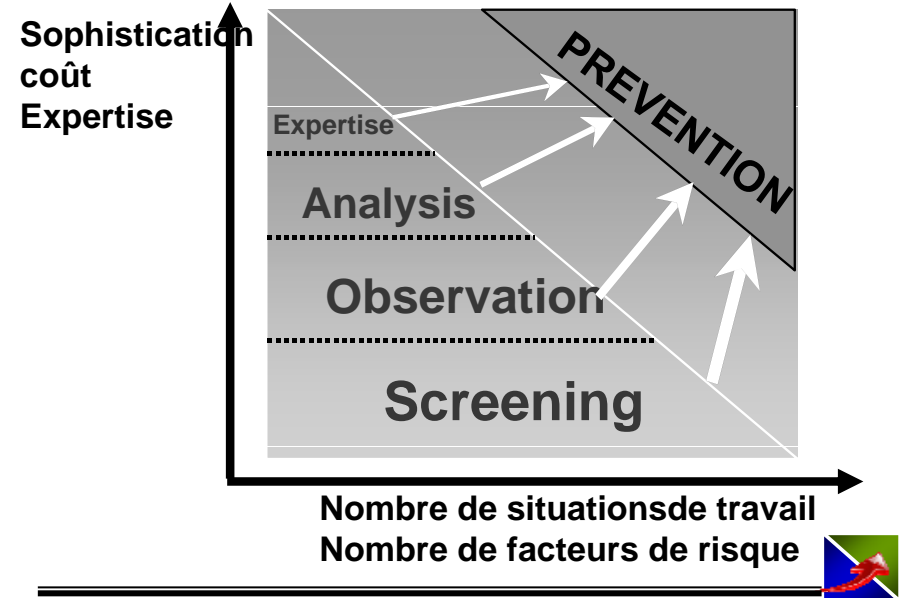 Sophistication
coût
Expertise
PREVENTION
Expertise
Analysis
Observation
Screening
Nombre de situationsde travail
Nombre de facteurs de risque